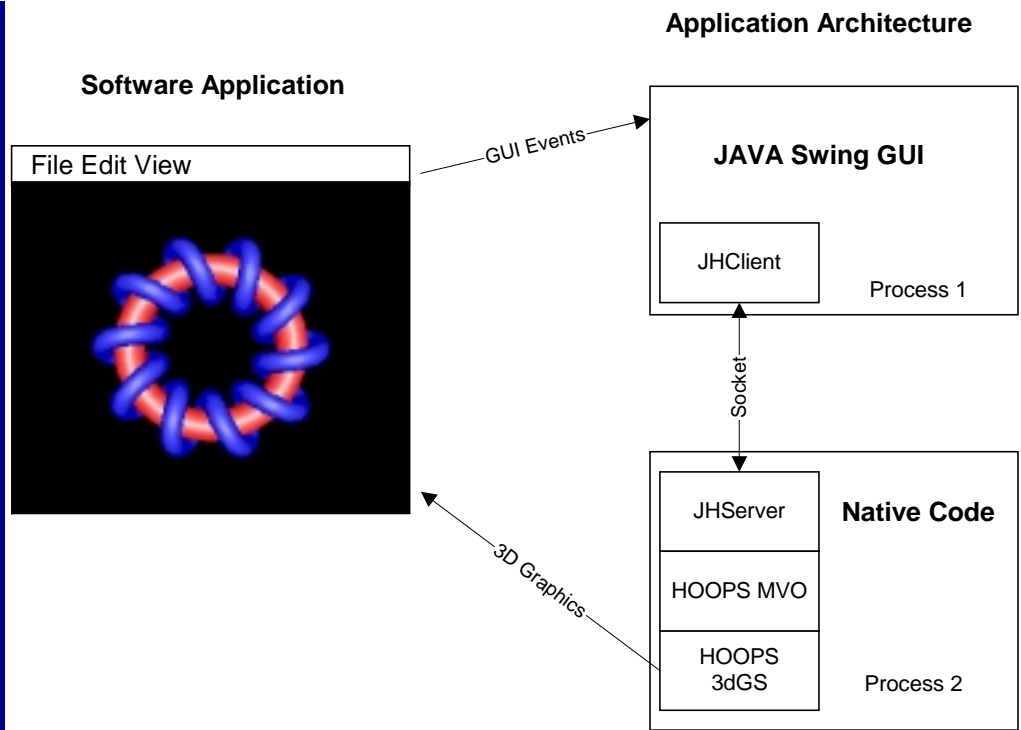 Application Architecture
Software Application
File Edit View
GUI Events
JAVA Swing GUI
JHClient
Process 1
Socket
JHServer
Native Code
HOOPS MVO
3D Graphics
HOOPS
3dGS
Process 2